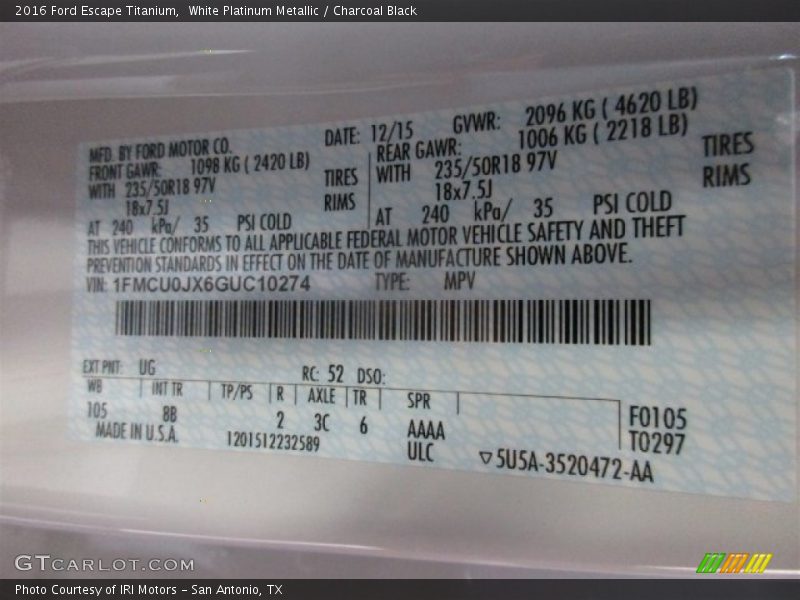 2016 Ford Escape Titanium,  White Platinum Metallic / Charcoal Black
MFD. BY FORD MOTOR CO. DATE: 12/15 GVWR: 2096 KG ( 4620 LB)
FRONT GAWR: 1098 KG ( 2420 LB) REAR GAWR: 1006 KG ( 2218 LB)
WITH 235/50R18 97V TIRES WITH 235/50R18 97V TIRES
18x7.5J RIMS 18x7.5J RIMS
AT 240 kPa/ 35 PSI COLD AT 240 kPa/ 35 PSI COLD
THIS VEHICLE CONFORMS TO ALL APPLICABLE FEDERAL MOTOR VEHICLE SAFETY AND THEFT
PREVENTION STANDARDS IN EFFECT ON THE DATE OF MANUFACTURE SHOWN ABOVE.
VIN: 1FMCU0JX6GUC10274 TYPE: MPV
EXT PNT: UG RC: 52 DSO:
WB INT TR TP/PS R AXLE TR SPR
105 8B 2 3C 6 AAAA F0105
MADE IN U.S.A. 1201512232589 ULC T0297
▽5U5A-3520472-AA
GTCARLOT.COM
Photo Courtesy of IRI Motors – San Antonio, TX